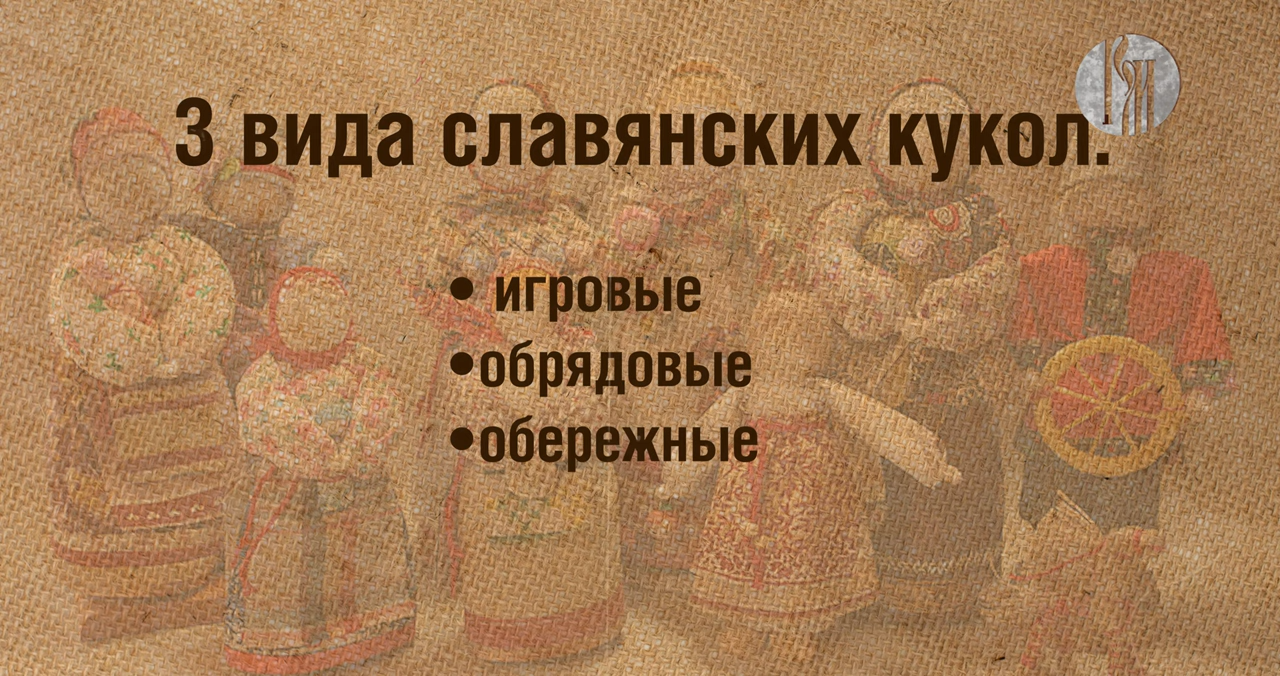 3 вида славянских кукол.
• игровые
•обрядовые
•обережные